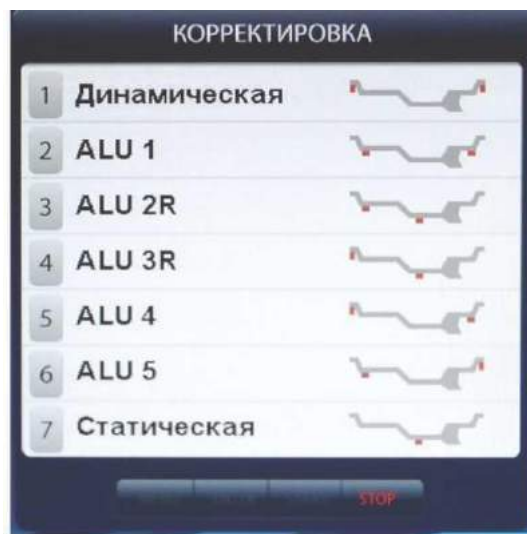 КОРРЕКТИРОВКА
1 Динамическая
2 ALU 1
3 ALU 2R
4 ALU 3R
5 ALU 4
6 ALU 5
7 Статическая
STOP